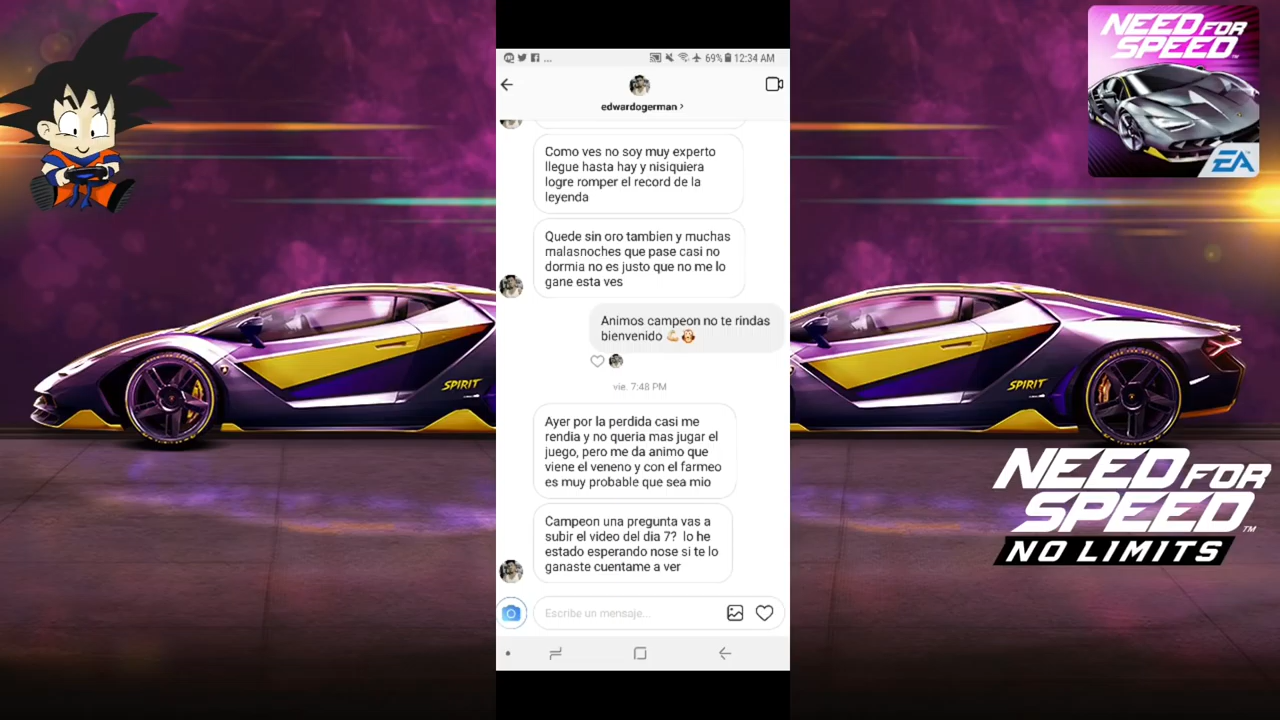 NEED FOR
SPEED
EA
69% 12:34 AM
edwardogerman >
Como ves no soy muy experto
llegue hasta hay y nisiquiera
logre romper el record de la
leyenda
Quede sin oro tambien y muchas
malasnoches que pase casi no
dormia no es justo que no me lo
gane esta ves
Animos campeon no te rindas
bienvenido 💪🐵
vie. 7:48 PM
Ayer por la perdida casi me
rendia y no queria mas jugar el
juego, pero me da animo que
viene el veneno y con el farmeo
es muy probable que sea mio
Campeon una pregunta vas a
subir el video del dia 7? lo he
estado esperando nose si te lo
ganaste cuentame a ver
Escribe un mensaje...
SPIRIT
SPIRIT
NEED FOR
SPEED™
NO LIMITS